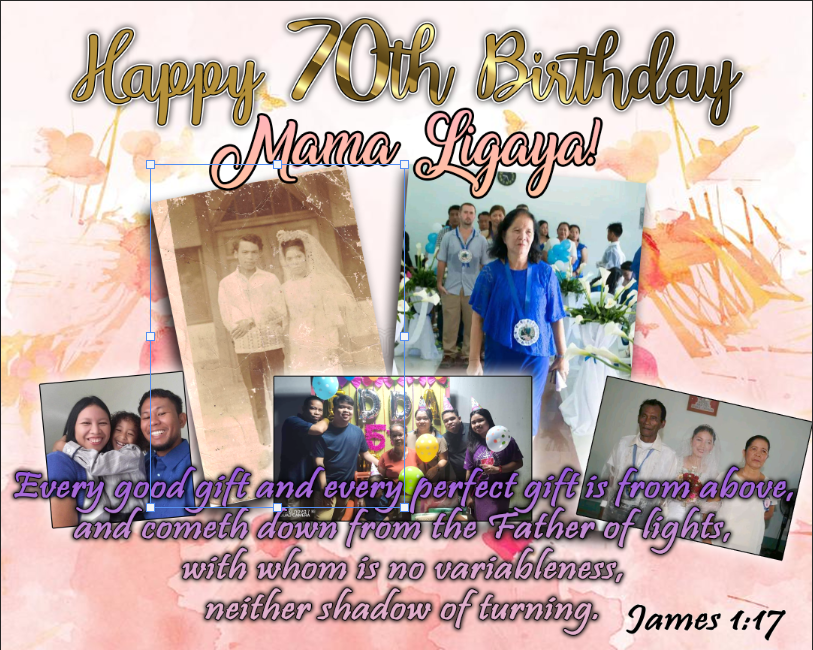 Happy 70th Birthday
Mama Ligaya!
Every good gift and every perfect gift is from above,
and cometh down from the Father of lights,
with whom is no variableness,
neither shadow of turning.
James 1:17